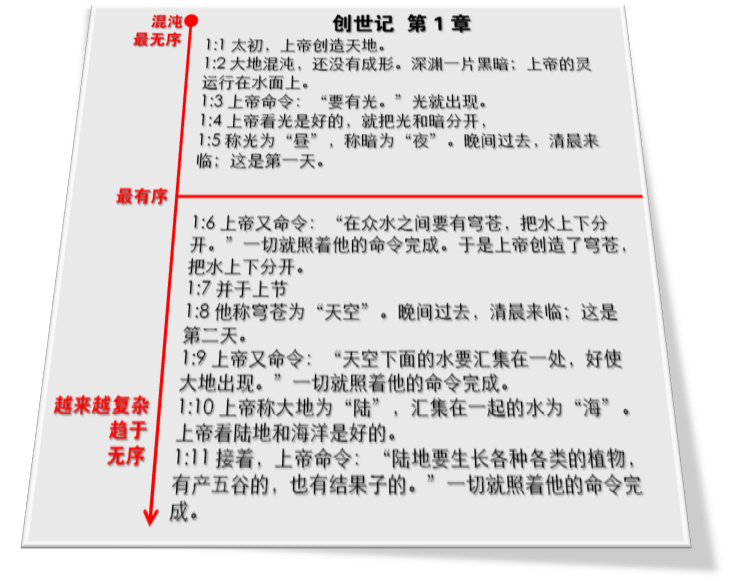 混沌
最无序
创世记 第 1 章
1:1 太初，上帝创造天地。
1:2 大地混沌，还没有成形。深渊一片黑暗；上帝的灵
运行在水面上。
1:3 上帝命令：“要有光。”光就出现。
1:4 上帝看光是好的，就把光和暗分开，
1:5 称光为“昼”，称暗为“夜”。晚间过去，清晨来
临；这是第一天。
最有序
1:6 上帝又命令：“在众水之间要有穹苍，把水上下分
开。”一切就照着他的命令完成。于是上帝创造了穹苍，
把水上下分开。
1:7 并于上节
1:8 他称穹苍为“天空”。晚间过去，清晨来临；这是
第二天。
1:9 上帝又命令：“天空下面的水要汇集在一处，好使
大地出现。”一切就照着他的命令完成。
1:10 上帝称大地为“陆”，汇集在一起的水为“海”。
上帝看陆地和海洋是好的。
1:11 接着，上帝命令：“陆地要生长各种各类的植物，
有产五谷的，也有结果子的。”一切就照着他的命令完
成。
越来越复杂
趋于
无序